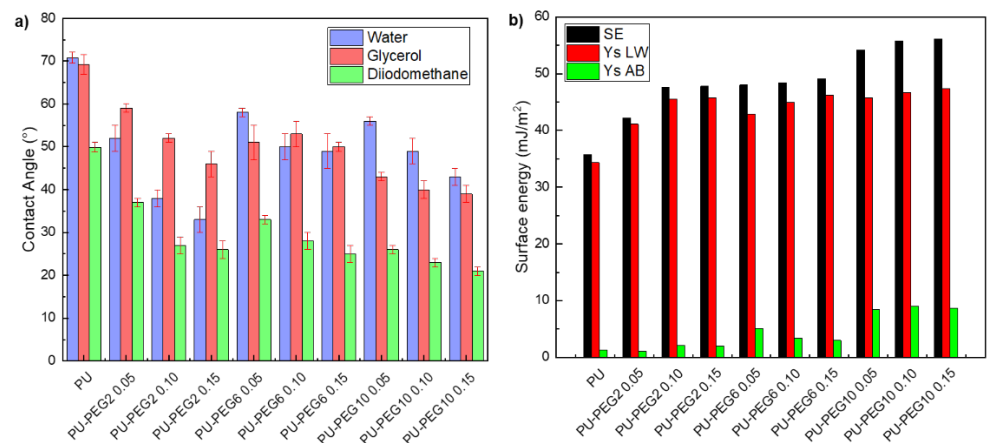 a)
Contact Angle (°)
80
70
60
50
40
30
20
10
0
Water
Glycerol
Diiodomethane
PU
PU-PEG2 0.05
PU-PEG2 0.10
PU-PEG2 0.15
PU-PEG6 0.05
PU-PEG6 0.10
PU-PEG6 0.15
PU-PEG10 0.05
PU-PEG10 0.10
PU-PEG10 0.15
b)
Surface energy (mJ/m²)
60
50
40
30
20
10
0
SE
Ys LW
Ys AB
PU
PU-PEG2 0.05
PU-PEG2 0.10
PU-PEG2 0.15
PU-PEG6 0.05
PU-PEG6 0.10
PU-PEG6 0.15
PU-PEG10 0.05
PU-PEG10 0.10
PU-PEG10 0.15